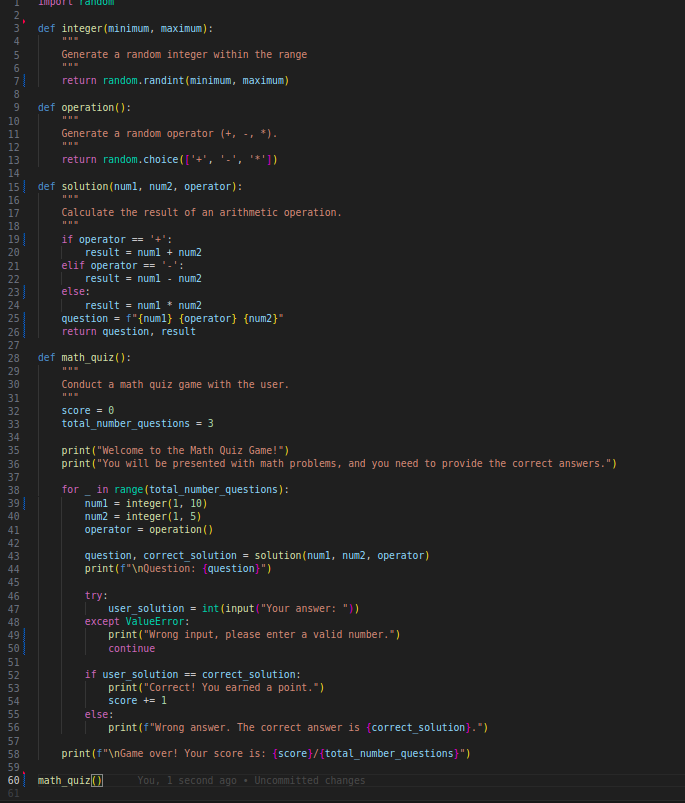 1 import random
2
3 def integer(minimum, maximum):
4 """
5 Generate a random integer within the range
6 """
7 return random.randint(minimum, maximum)
8
9 def operation():
10 """
11 Generate a random operator (+, -, *).
12 """
13 return random.choice(['+', '-', '*'])
14
15 def solution(num1, num2, operator):
16 """
17 Calculate the result of an arithmetic operation.
18 """
19 if operator == '+':
20 result = num1 + num2
21 elif operator == '-':
22 result = num1 - num2
23 else:
24 result = num1 * num2
25 question = f"{num1} {operator} {num2}"
26 return question, result
27
28 def math_quiz():
29 """
30 Conduct a math quiz game with the user.
31 """
32 score = 0
33 total_number_questions = 3
34
35 print("Welcome to the Math Quiz Game!")
36 print("You will be presented with math problems, and you need to provide the correct answers.")
37
38 for _ in range(total_number_questions):
39 num1 = integer(1, 10)
40 num2 = integer(1, 5)
41 operator = operation()
42
43 question, correct_solution = solution(num1, num2, operator)
44 print(f"\nQuestion: {question}")
45
46 try:
47 user_solution = int(input("Your answer: "))
48 except ValueError:
49 print("Wrong input, please enter a valid number.")
50 continue
51
52 if user_solution == correct_solution:
53 print("Correct! You earned a point.")
54 score += 1
55 else:
56 print(f"Wrong answer. The correct answer is {correct_solution}.")
57
58 print(f"\nGame over! Your score is: {score}/{total_number_questions}")
59
60 math_quiz() You, 1 second ago • Uncommitted changes
61